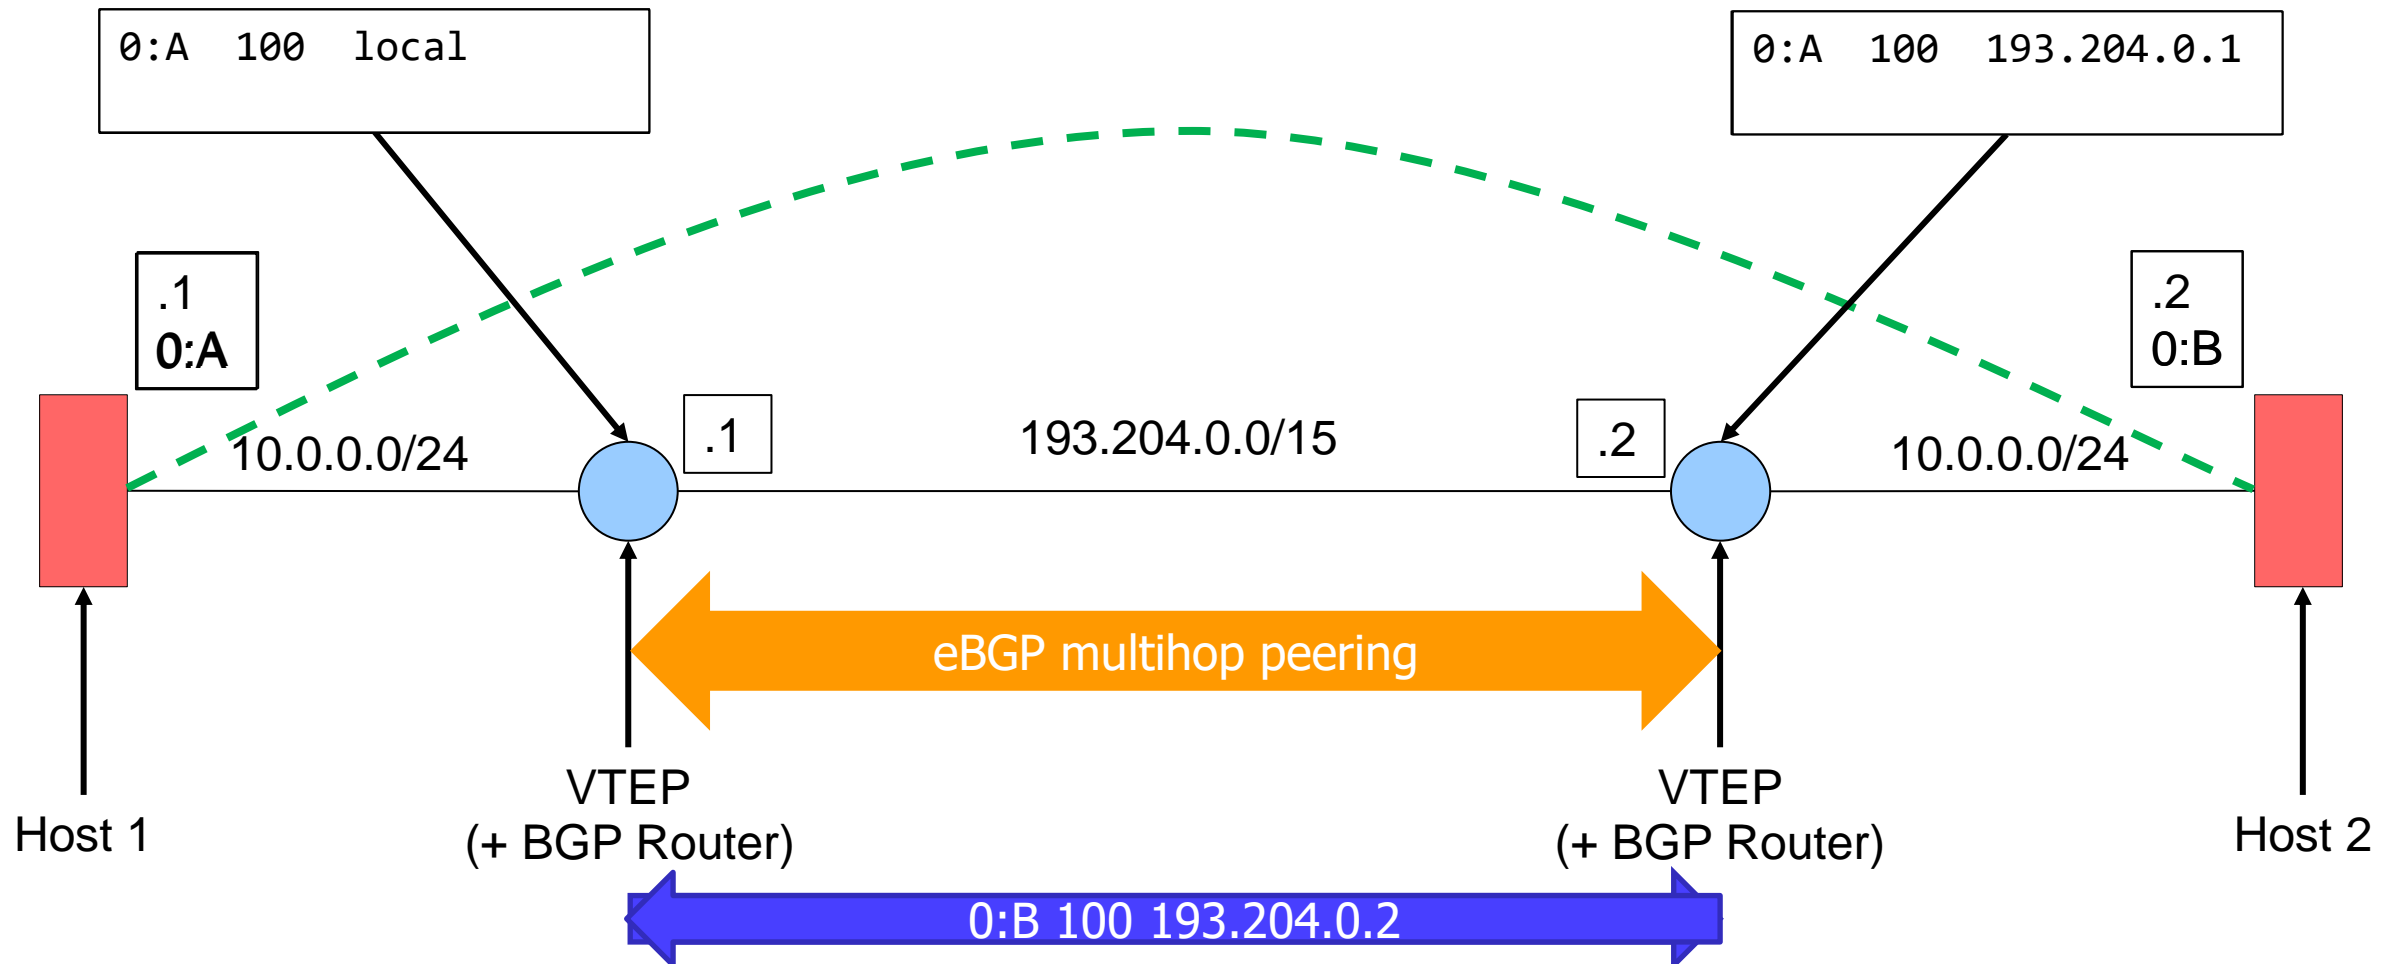 0:A 100 local
0:A 100 193.204.0.1
.1
0:A
.2
0:B
10.0.0.0/24
.1
193.204.0.0/15
.2
10.0.0.0/24
eBGP multihop peering
VTEP
(+ BGP Router)
VTEP
(+ BGP Router)
Host 1
Host 2
0:B 100 193.204.0.2